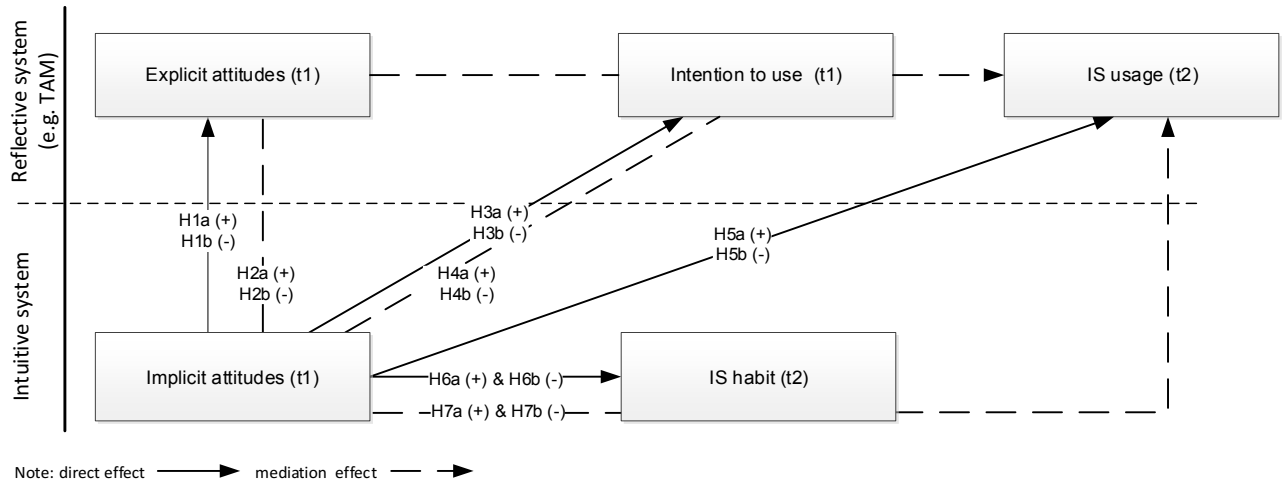 Reflective system
(e.g. TAM)
Explicit attitudes (t1)
Intention to use (t1)
IS usage (t2)
H1a (+)
H1b (-)
H2a (+)
H2b (-)
H3a (+)
H3b (-)
H4a (+)
H4b (-)
H5a (+)
H5b (-)
Intuitive system
Implicit attitudes (t1)
H6a (+) & H6b (-)
H7a (+) & H7b (-)
IS habit (t2)
Note: direct effect
mediation effect